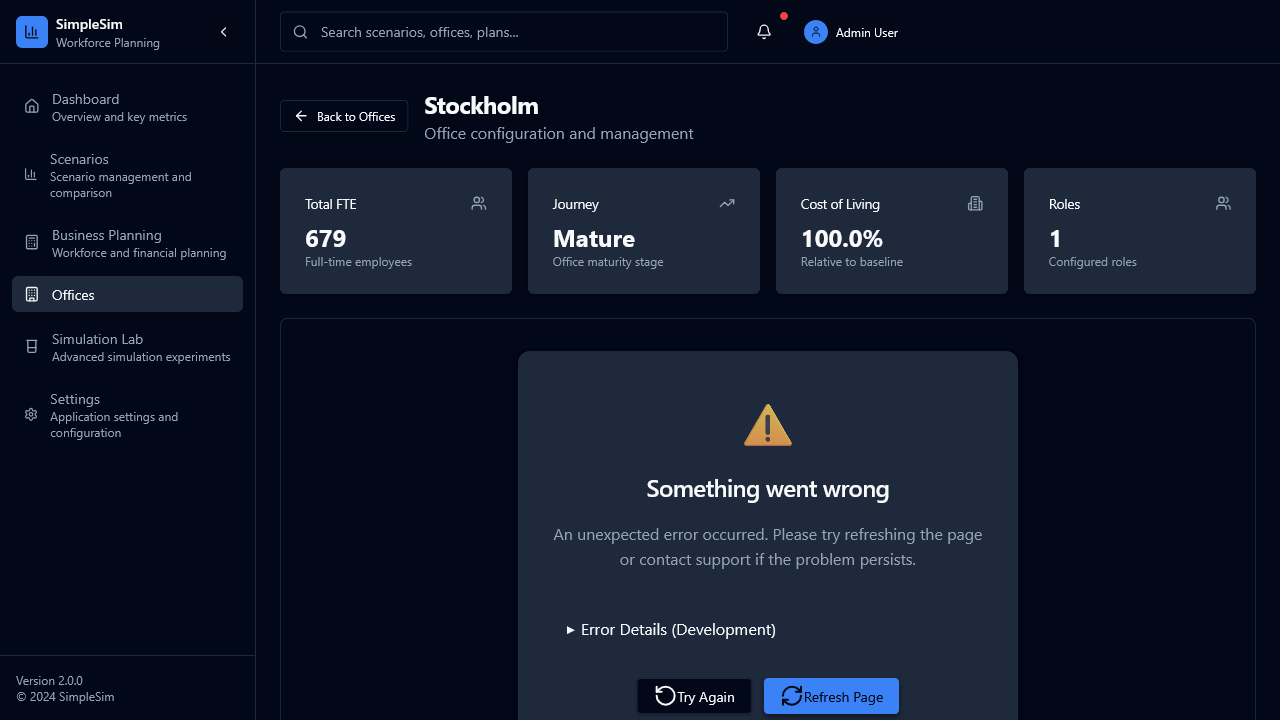 SimpleSim
Workforce Planning
Search scenarios, offices, plans...
Admin User
Dashboard
Overview and key metrics
Scenarios
Scenario management and
comparison
Business Planning
Workforce and financial planning
Offices
Simulation Lab
Advanced simulation experiments
Settings
Application settings and
configuration
Version 2.0.0
© 2024 SimpleSim
Back to Offices
Stockholm
Office configuration and management
Total FTE
679
Full-time employees
Journey
Mature
Office maturity stage
Cost of Living
100.0%
Relative to baseline
Roles
1
Configured roles
Something went wrong
An unexpected error occurred. Please try refreshing the page
or contact support if the problem persists.
Error Details (Development)
Try Again
Refresh Page